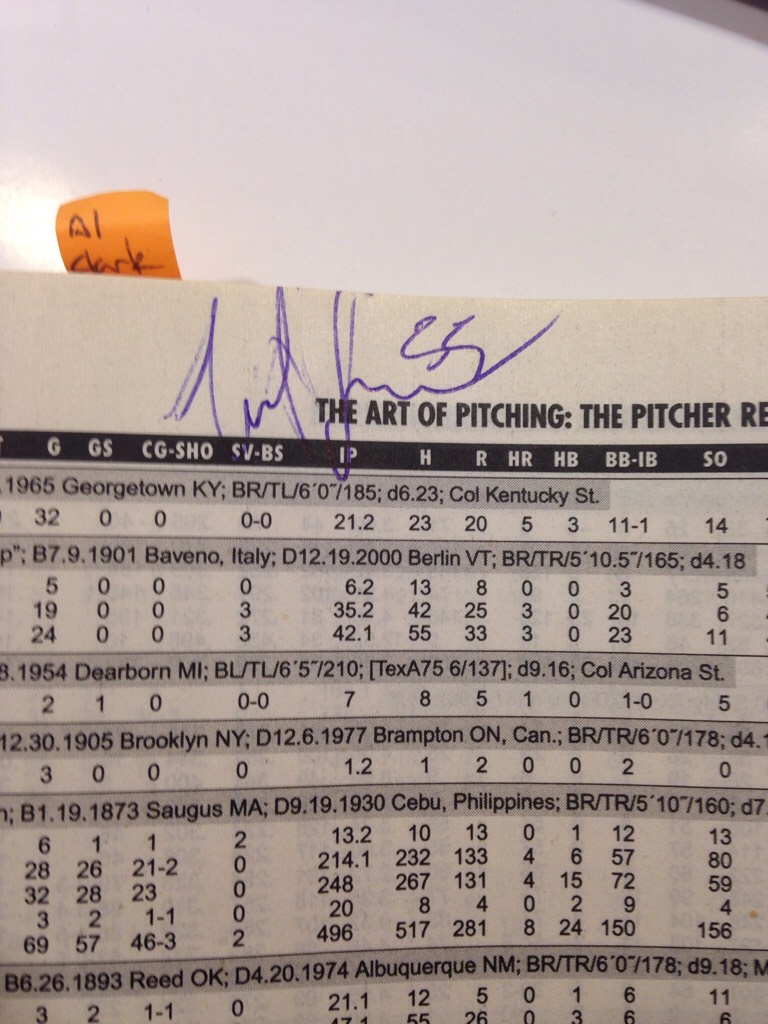 Al
clark
THE ART OF PITCHING: THE PITCHER RE
G GS CG-SHO SV-BS IP H R HR HB BB-IB SO
.1965 Georgetown KY; BR/TL/6´0˝/185; d6.23; Col Kentucky St.
32 0 0 0-0 21.2 23 20 5 3 11-1 14
p"; B7.9.1901 Baveno, Italy; D12.19.2000 Berlin VT; BR/TR/5´10.5˝/165; d4.18
5 0 0 0 6.2 13 8 0 0 3 5
19 0 0 3 35.2 42 25 3 0 20 6
24 0 0 3 42.1 55 33 3 0 23 11
8.1954 Dearborn MI; BL/TL/6´5˝/210; [TexA75 6/137]; d9.16; Col Arizona St.
2 1 0 0-0 7 8 5 1 0 1-0 5
12.30.1905 Brooklyn NY; D12.6.1977 Brampton ON, Can.; BR/TR/6´0˝/178; d4.1
3 0 0 0 1.2 1 2 0 0 2 0
n; B1.19.1873 Saugus MA; D9.19.1930 Cebu, Philippines; BR/TR/5´10˝/160; d7
6 1 1 2 13.2 10 13 0 1 12 13
28 26 21-2 0 214.1 232 133 4 6 57 80
32 28 23 0 248 267 131 4 15 72 59
3 2 1-1 0 20 8 4 0 2 9 4
69 57 46-3 2 496 517 281 8 24 150 156
B6.26.1893 Reed OK; D4.20.1974 Albuquerque NM; BR/TR/6´0˝/178; d9.18; M
3 2 1-1 0 21.1 12 5 0 1 6 11
47.1 55 26 0 3 6 6